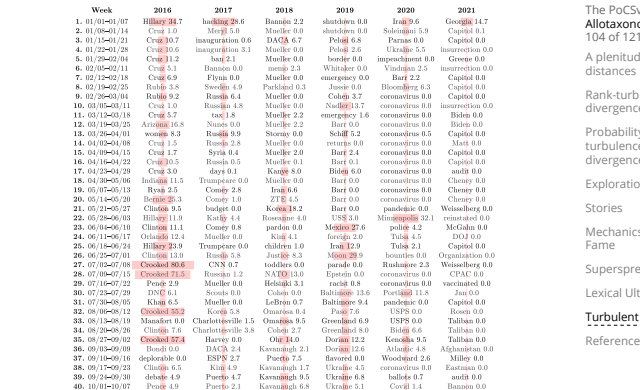 Week 2016 2017 2018 2019 2020 2021
1. 01/01–01/07 Hillary 34.7 hacking 28.6 Bannon 2.2 shutdown 0.0 Iran 9.6 Georgia 14.7
2. 01/08–01/14 Cruz 1.0 Meryl 5.0 Mueller 0.0 shutdown 0.0 Soleimani 5.9 Capitol 0.1
3. 01/15–01/21 Cruz 10.7 inauguration 0.6 DACA 6.7 Pelosi 6.8 Parnas 0.0 Capitol 0.0
4. 01/22–01/28 Cruz 10.6 inauguration 3.1 Mueller 0.0 Pelosi 2.6 Ukraine 5.5 insurrection 0.0
5. 01/29–02/04 Cruz 11.2 ban 2.1 Mueller 0.0 border 0.0 impeachment 0.0 Greene 0.0
6. 02/05–02/11 Cruz 5.1 Bannon 0.0 memo 2.3 Whitaker 0.0 Vindman 2.5 insurrection 0.0
7. 02/12–02/18 Cruz 6.9 Flynn 0.0 Mueller 0.0 emergency 0.0 Barr 2.2 Capitol 0.0
8. 02/19–02/25 Rubio 3.8 Sweden 4.9 Parkland 0.3 Jussie 0.0 Bloomberg 6.3 Capitol 0.0
9. 02/26–03/04 Rubio 9.2 Russia 6.4 Mueller 0.0 Cohen 3.7 coronavirus 0.0 Capitol 0.0
10. 03/05–03/11 Cruz 1.0 Russian 4.8 Mueller 0.0 Nadler 13.7 coronavirus 0.0 insurrection 0.0
11. 03/12–03/18 Cruz 5.7 tax 1.8 Mueller 2.2 emergency 1.6 coronavirus 0.0 Biden 0.0
12. 03/19–03/25 Arizona 16.8 Nunes 0.0 Mueller 2.2 Barr 0.0 coronavirus 0.0 Biden 0.0
13. 03/26–04/01 women 8.3 Russia 9.9 Stormy 0.0 Schiff 5.2 coronavirus 0.5 Capitol 0.0
14. 04/02–04/08 Cruz 1.5 Russia 2.8 Mueller 0.0 returns 0.0 coronavirus 0.0 Matt 0.0
15. 04/09–04/15 Cruz 1.7 Syria 0.4 Mueller 2.0 Barr 2.4 coronavirus 0.0 Capitol 0.0
16. 04/16–04/22 Cruz 10.5 Russia 0.5 Mueller 0.1 Barr 0.1 coronavirus 0.0 Capitol 0.0
17. 04/23–04/29 Cruz 3.0 days 0.1 Kanye 8.0 Biden 6.0 coronavirus 0.0 audit 0.0
18. 04/30–05/06 Indiana 11.5 Trumpcare 0.0 Mueller 0.0 Barr 0.0 coronavirus 0.0 Cheney 0.0
19. 05/07–05/13 Ryan 2.5 Comey 2.8 Iran 6.6 Barr 0.0 coronavirus 0.0 Cheney 0.0
20. 05/14–05/20 Bernie 25.3 Comey 1.0 ZTE 4.5 Barr 0.0 coronavirus 0.0 Cheney 0.0
21. 05/21–05/27 Clinton 9.5 budget 0.0 Korea 18.2 Barr 0.0 pandemic 0.0 Weisselberg 0.0
22. 05/28–06/03 Hillary 11.9 Kathy 4.4 Roseanne 4.0 USS 3.0 Minneapolis 32.1 reinstated 0.0
23. 06/04–06/10 Clinton 11.1 Comey 0.8 pardon 0.0 Mexico 27.6 police 4.2 McGahn 0.0
24. 06/11–06/17 Orlando 12.4 Mueller 0.0 Kim 4.1 foreign 2.0 Tulsa 4.5 DOJ 0.0
25. 06/18–06/24 Hillary 23.9 Trumpcare 0.0 children 1.0 Iran 12.9 Tulsa 2.1 Capitol 0.0
26. 06/25–07/01 Clinton 13.0 Russia 5.8 Justice 8.3 Moon 29.9 bounties 0.0 Organization 0.0
27. 07/02–07/08 Crooked 80.6 CNN 0.7 toddlers 0.0 parade 0.0 Rushmore 2.3 Weisselberg 0.0
28. 07/09–07/15 Crooked 71.5 Russian 1.2 NATO 13.0 Epstein 0.0 coronavirus 0.0 CPAC 0.0
29. 07/16–07/22 Pence 2.9 Mueller 0.0 Helsinki 3.1 racist 0.8 coronavirus 0.0 vaccinated 0.0
30. 07/23–07/29 DNC 6.1 Scouts 0.0 Cohen 0.0 Baltimore 13.6 Portland 11.8 Jan 0.0
31. 07/30–08/05 Khan 6.5 Mueller 0.0 LeBron 0.7 Baltimore 9.4 pandemic 0.0 Capitol 0.0
32. 08/06–08/12 Crooked 55.2 Korea 5.8 Omarosa 0.4 Paso 7.6 USPS 0.0 Rosen 0.0
33. 08/13–08/19 Manafort 0.0 Charlottesville 1.5 Omarosa 9.5 Greenland 6.9 USPS 0.0 Taliban 0.0
34. 08/20–08/26 Clinton 7.6 Charlottesville 3.8 Cohen 2.7 Greenland 8.0 Biden 6.6 Taliban 0.0
35. 08/27–09/02 Crooked 57.4 Harvey 0.0 Ohr 14.0 Dorian 12.2 Kenosha 9.5 Taliban 0.0
36. 09/03–09/09 Bondi 0.0 DACA 2.4 Kavanaugh 2.1 Dorian 12.6 Atlantic 4.8 Afghanistan 0.0
37. 09/10–09/16 deplorable 0.0 ESPN 2.7 Puerto 7.5 flavored 0.0 Woodward 2.6 Milley 0.0
38. 09/17–09/23 Clinton 6.5 Kim 4.9 Kavanaugh 1.7 Ukraine 4.5 coronavirus 0.0 Eastman 0.0
39. 09/24–09/30 debate 4.9 Puerto 4.7 Kavanaugh 9.5 Ukraine 6.8 ballots 0.7 audit 0.0
40. 10/01–10/07 Pence 4.9 Puerto 2.1 Kavanaugh 6.8 Ukraine 5.1 Covid 1.4 Bannon 0.0
The PoCSv
Allotaxono
104 of 121
A plenitud
distances
Rank-turb
divergenc
Probability
turbulence
divergenc
Exploratio
Stories
Mechanics
Fame
Superspre
Lexical Ult
Turbulent
Reference